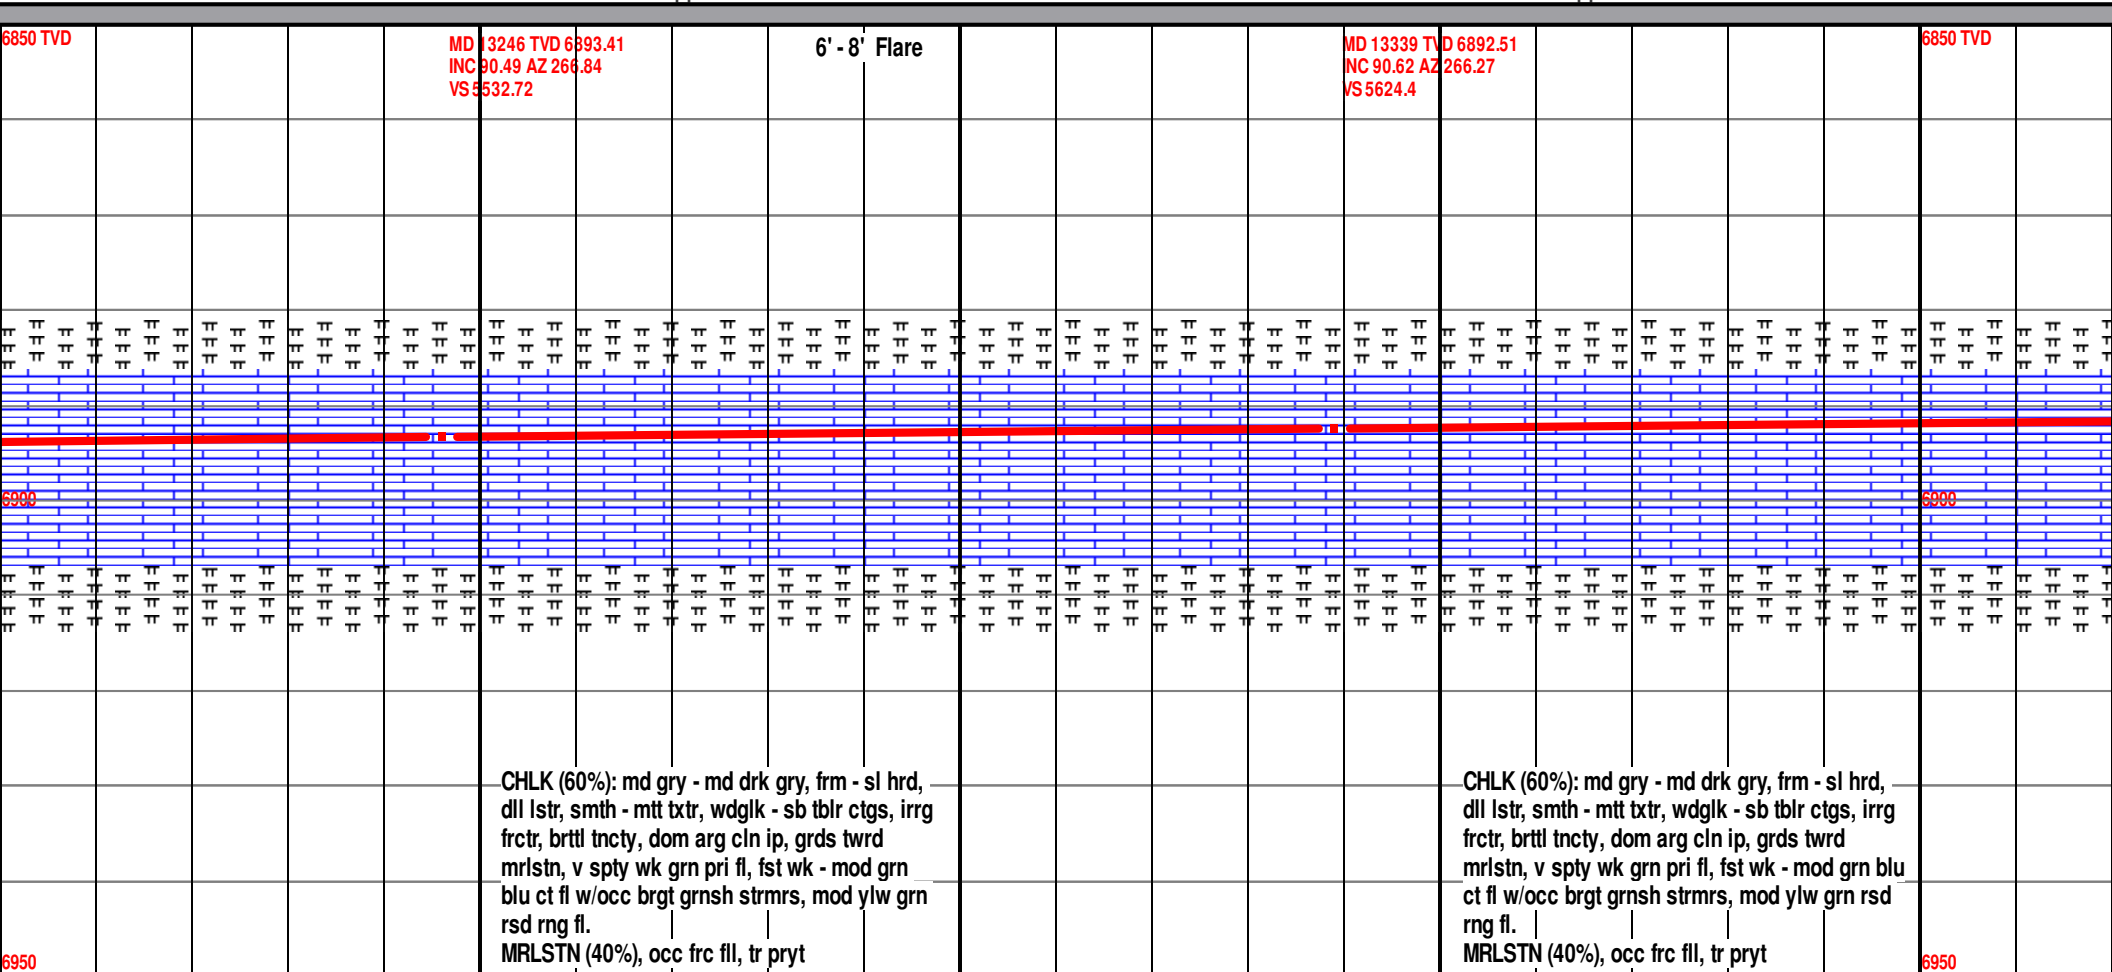 6850 TVD
MD 13246 TVD 6893.41
INC 90.49 AZ 266.84
VS 5532.72
6' - 8' Flare
MD 13339 TVD 6892.51
INC 90.62 AZ 266.27
VS 5624.4
6850 TVD
6900
6900
CHLK (60%): md gry - md drk gry, frm - sl hrd,
dll lstr, smth - mtt txtr, wdglk - sb tblr ctgs, irrg
frctr, brttl tncty, dom arg cln ip, grds twrd
mrlstn, v spty wk grn pri fl, fst wk - mod grn
blu ct fl w/occ brgt grnsh strmrs, mod ylw grn
rsd rng fl.
MRLSTN (40%), occ frc fll, tr pryt
CHLK (60%): md gry - md drk gry, frm - sl hrd,
dll lstr, smth - mtt txtr, wdglk - sb tblr ctgs, irrg
frctr, brttl tncty, dom arg cln ip, grds twrd
mrlstn, v spty wk grn pri fl, fst wk - mod grn blu
ct fl w/occ brgt grnsh strmrs, mod ylw grn rsd
rng fl.
MRLSTN (40%), occ frc fll, tr pryt
6950
6950